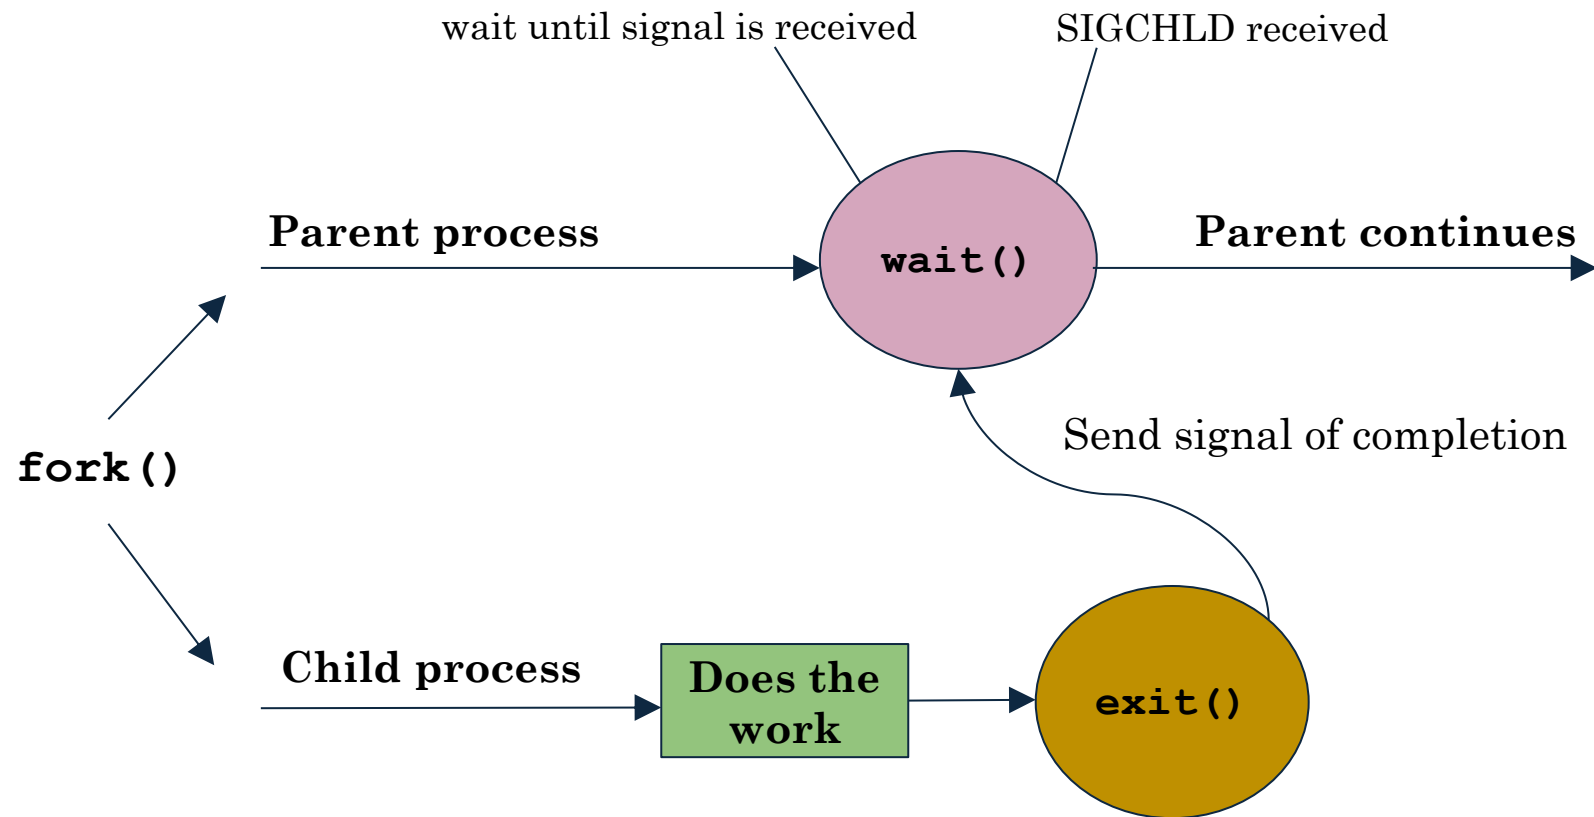 wait until signal is received
SIGCHLD received
Parent process
wait()
Parent continues
Send signal of completion
fork()
Child process
Does the
work
exit()